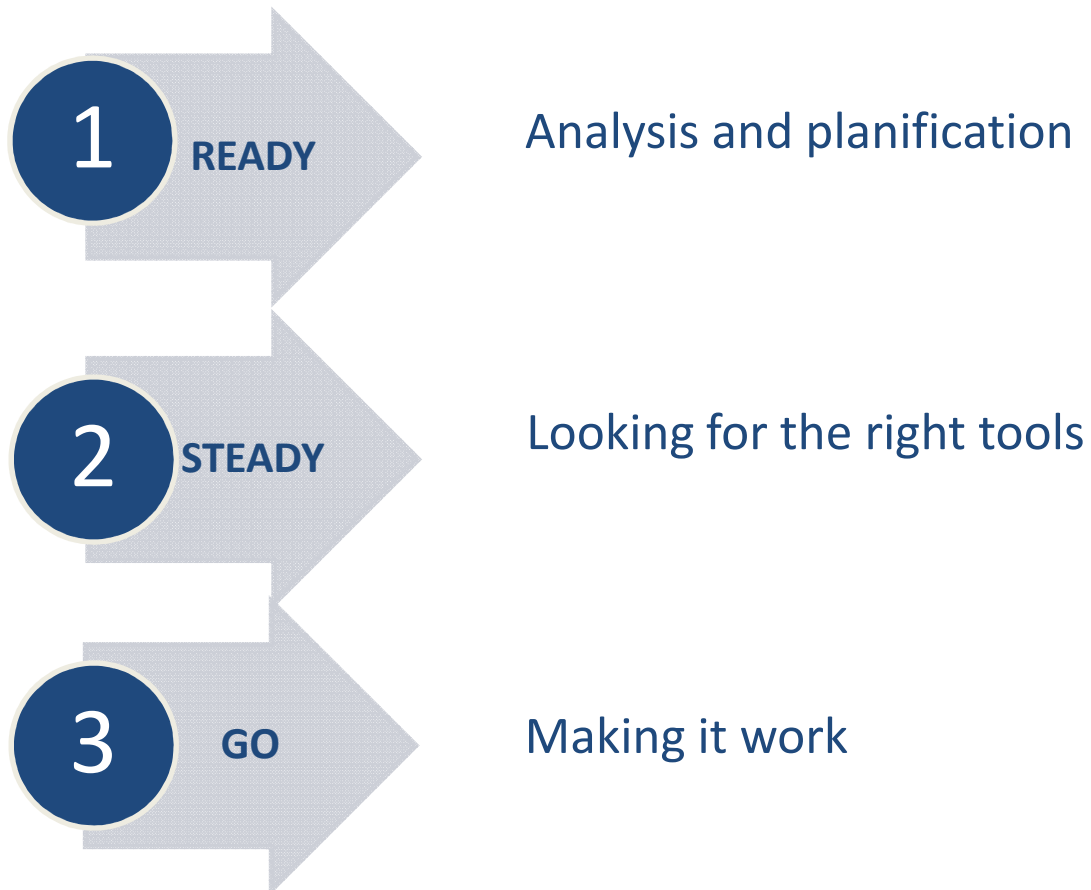 1
READY
Analysis and planification
2
STEADY
Looking for the right tools
3
GO
Making it work